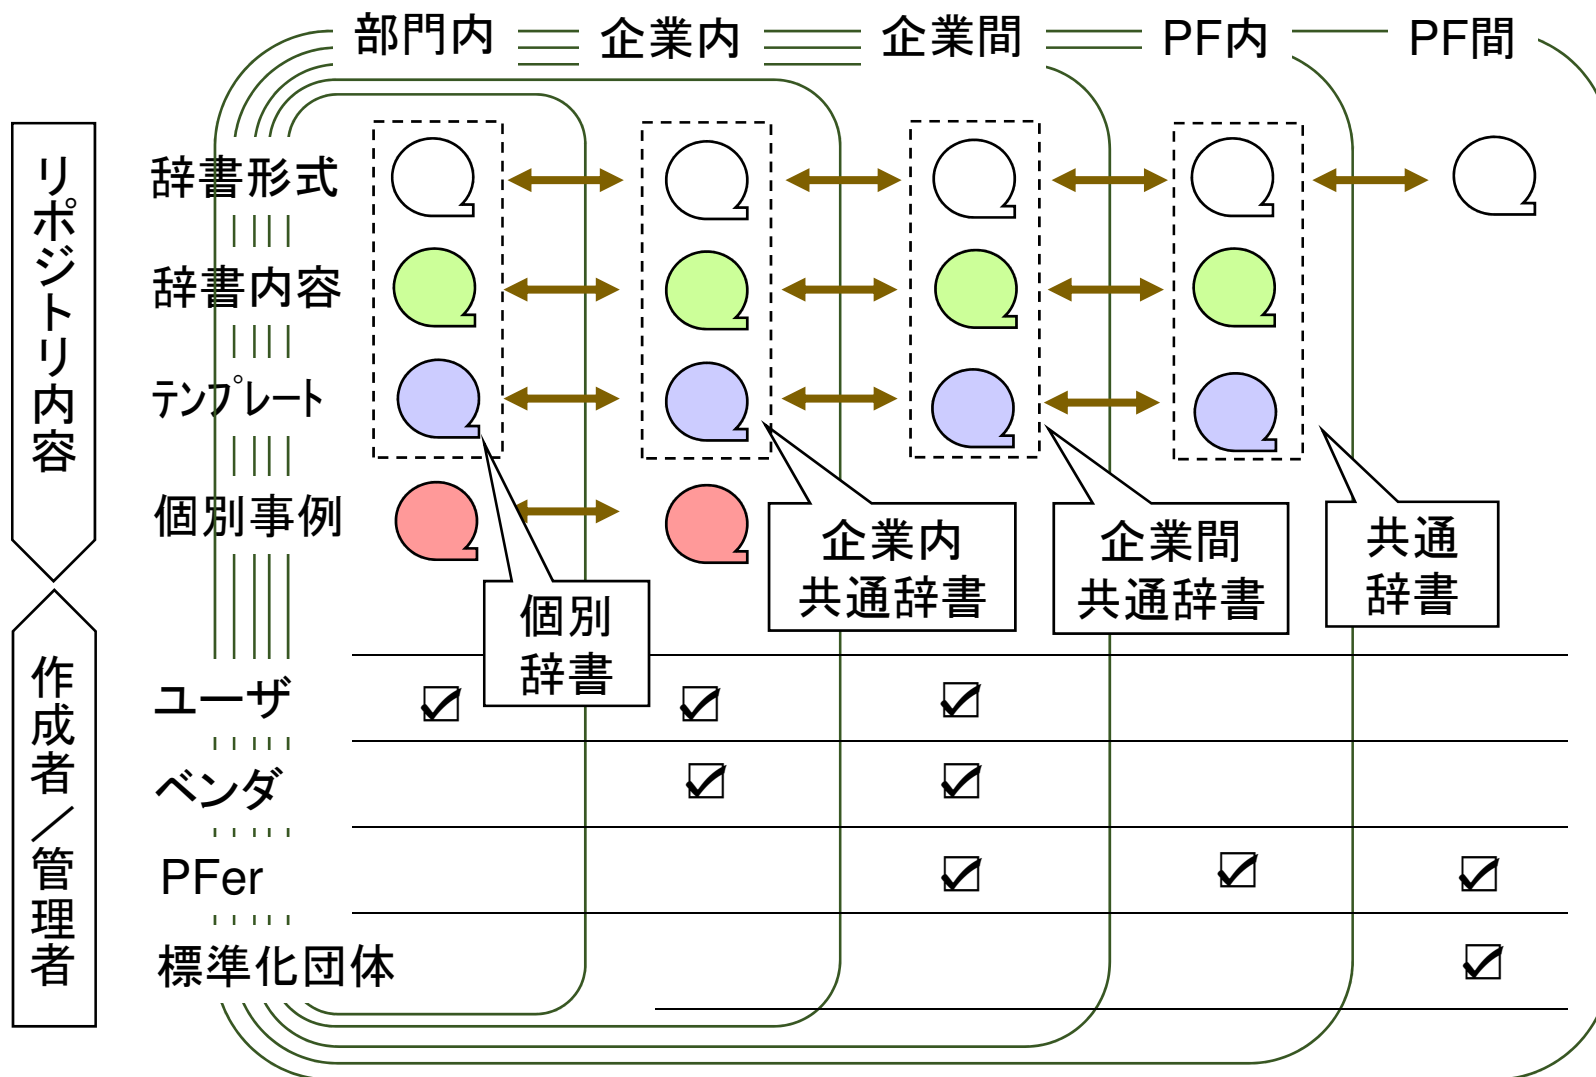 部門内
企業内
企業間
PF内
PF間
リポジトリ内容
辞書形式
辞書内容
テンプレート
個別事例
個別
辞書
企業内
共通辞書
企業間
共通辞書
共通
辞書
作成者／管理者
ユーザ
ベンダ
PFer
標準化団体